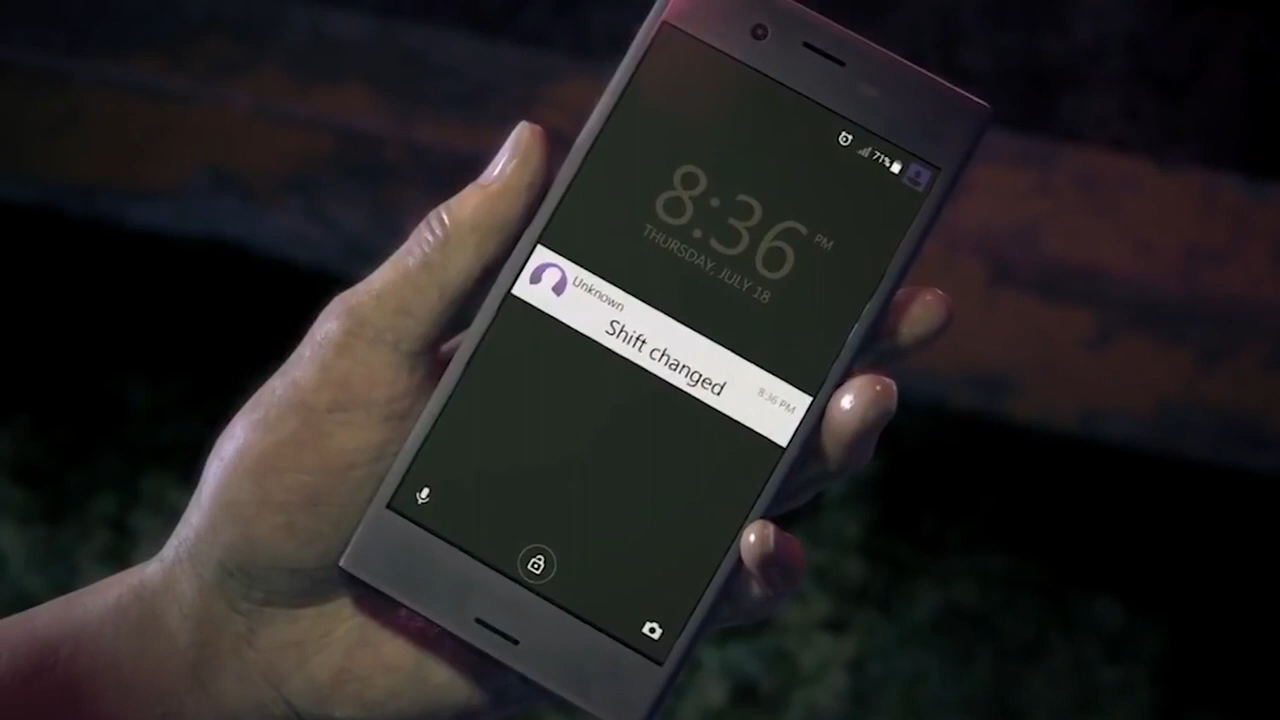 71%
8:36 PM
THURSDAY, JULY 18
Unknown
Shift changed
8:36 PM